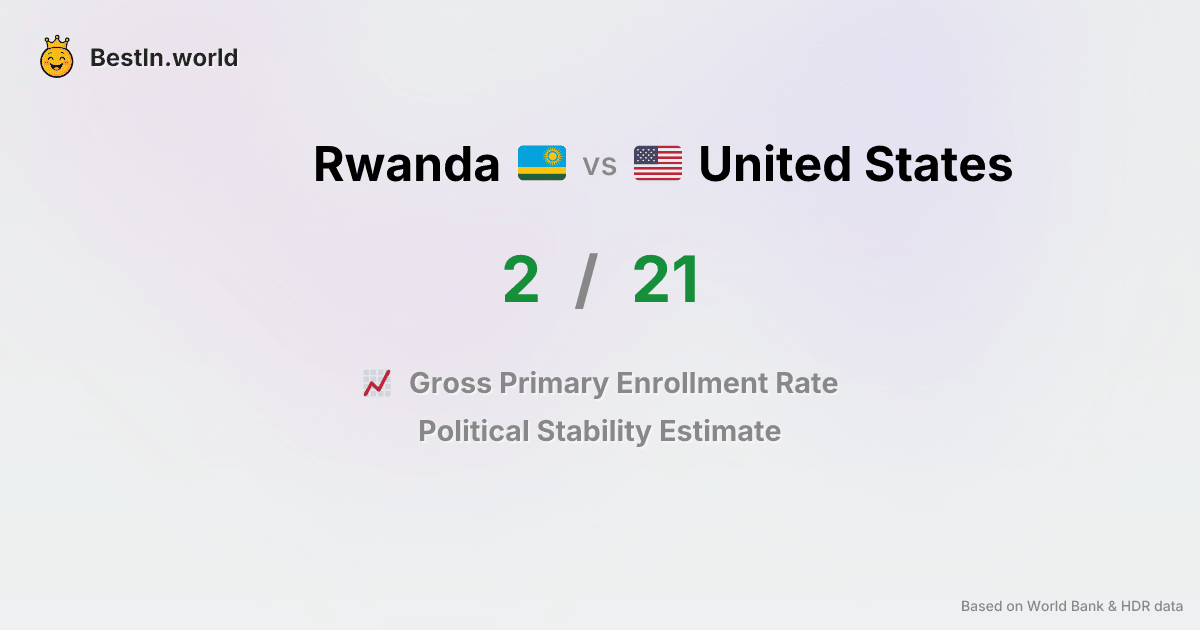 BestIn.world
Rwanda vs United States
2 / 21
Gross Primary Enrollment Rate
Political Stability Estimate
Based on World Bank & HDR data